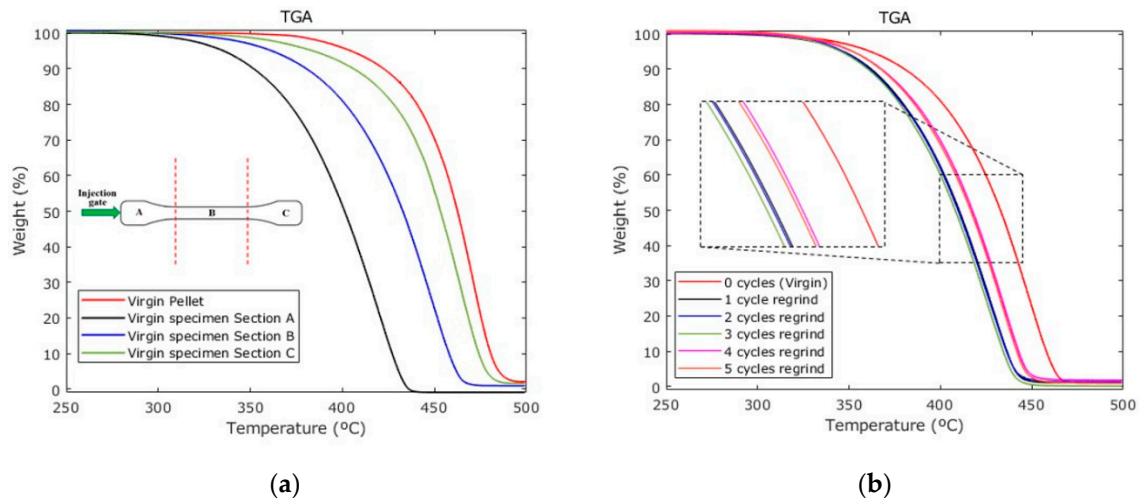 TGA
100
90
80
70
60
50
40
30
20
10
0
Weight (%)
Injection
gate
A
B
C
Virgin Pellet
Virgin specimen Section A
Virgin specimen Section B
Virgin specimen Section C
250
300
350
400
450
500
Temperature (ºC)
(a)
TGA
100
90
80
70
60
50
40
30
20
10
0
Weight (%)
0 cycles (Virgin)
1 cycle regrind
2 cycles regrind
3 cycles regrind
4 cycles regrind
5 cycles regrind
250
300
350
400
450
500
Temperature (ºC)
(b)